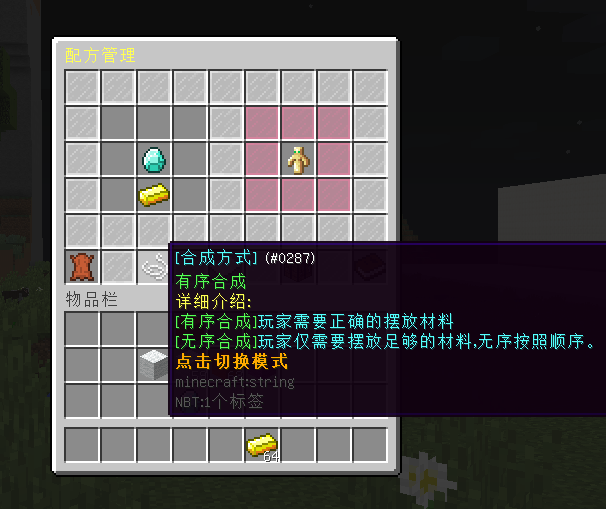 配方管理
[合成方式] (#0287)
有序合成
详细介绍:
[有序合成]玩家需要正确的摆放材料
[无序合成]玩家仅需要摆放足够的材料,无序按照顺序。
点击切换模式
minecraft:string
NBT:1个标签
物品栏
64